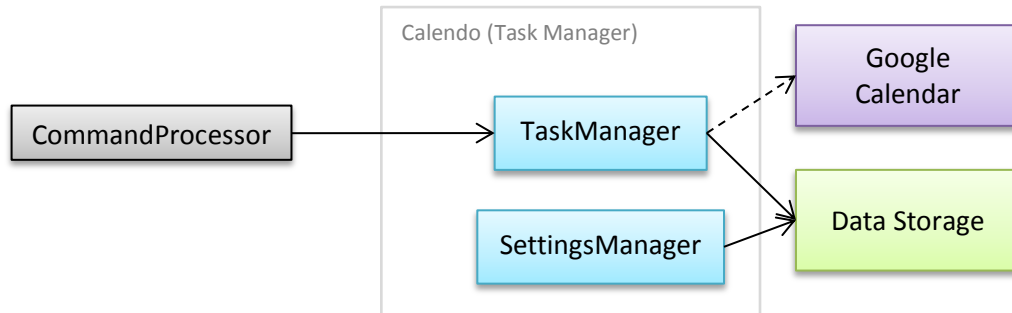 Calendo (Task Manager)
Google
Calendar
CommandProcessor
TaskManager
Data Storage
SettingsManager